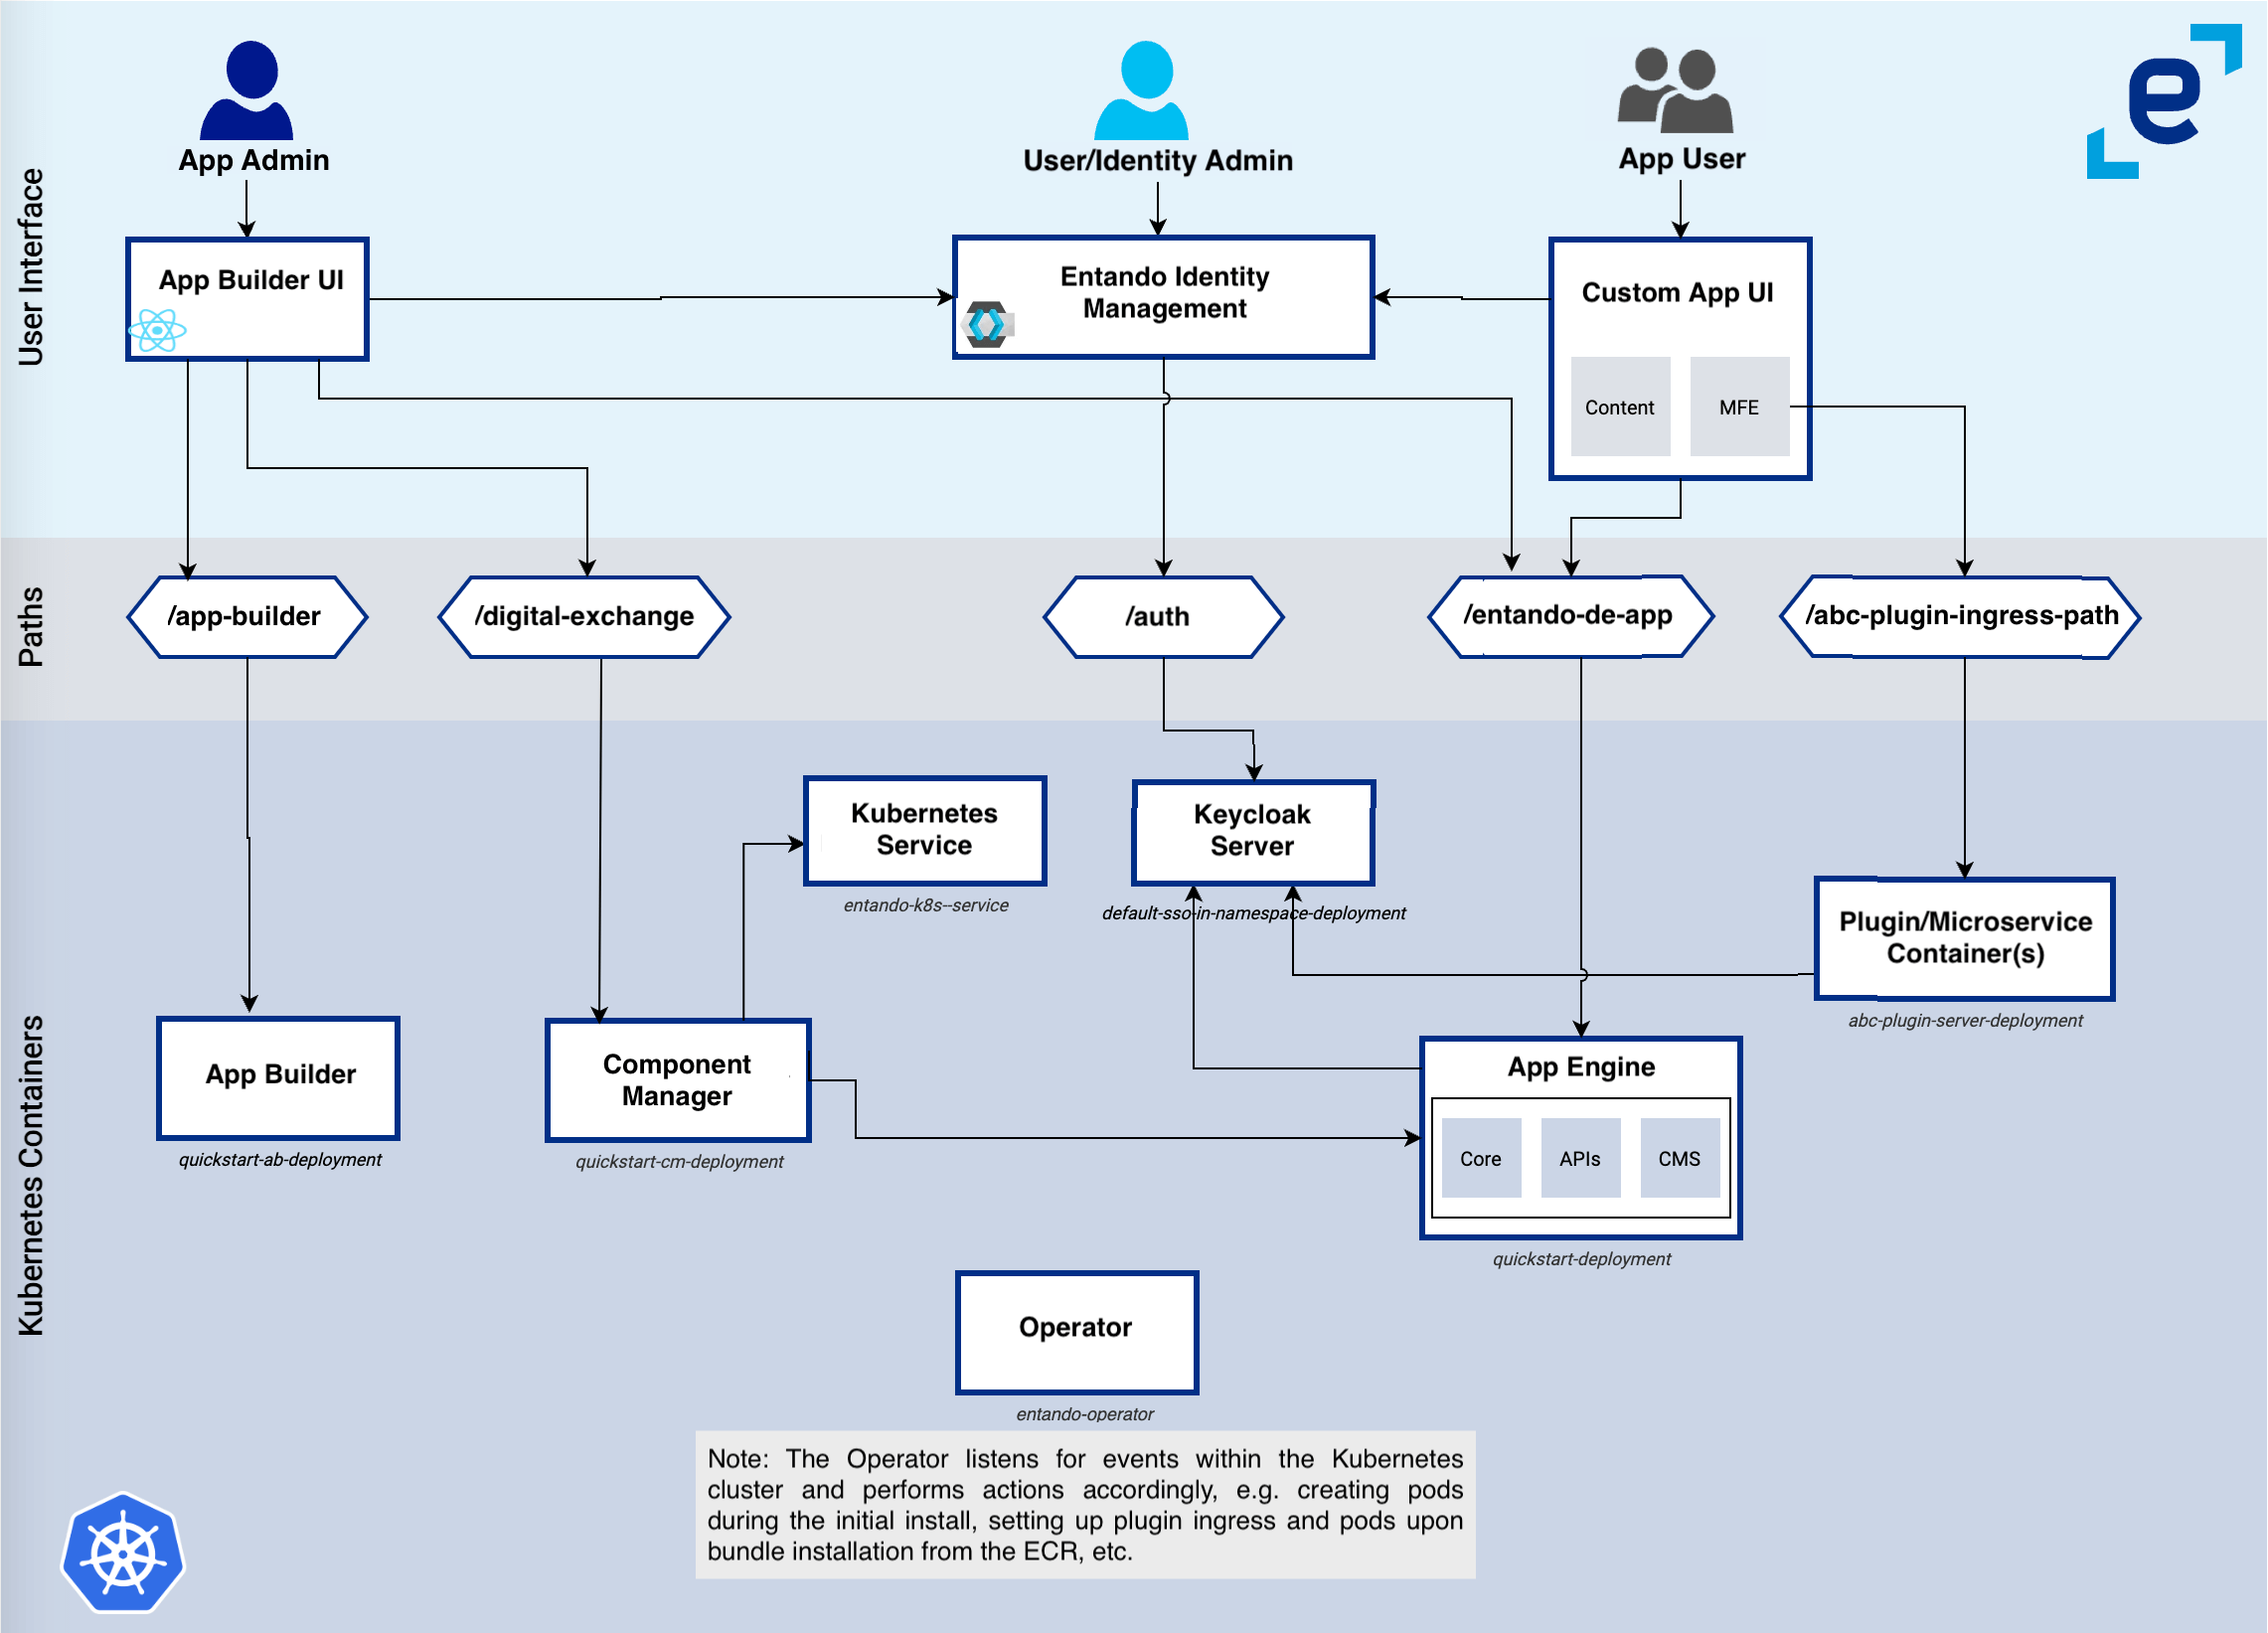 App Admin
User/Identity Admin
App User
e
User Interface
App Builder UI
Entando Identity
Management
Custom App UI
Content
MFE
Paths
/app-builder
/digital-exchange
/auth
/entando-de-app
/abc-plugin-ingress-path
Kubernetes Containers
Kubernetes
Service
entando-k8s--service
Keycloak
Server
default-sso-in-namespace-deployment
Plugin/Microservice
Container(s)
abc-plugin-server-deployment
App Builder
quickstart-ab-deployment
Component
Manager
quickstart-cm-deployment
App Engine
Core
APIs
CMS
quickstart-deployment
Operator
entando-operator
Note: The Operator listens for events within the Kubernetes
cluster and performs actions accordingly, e.g. creating pods
during the initial install, setting up plugin ingress and pods upon
bundle installation from the ECR, etc.